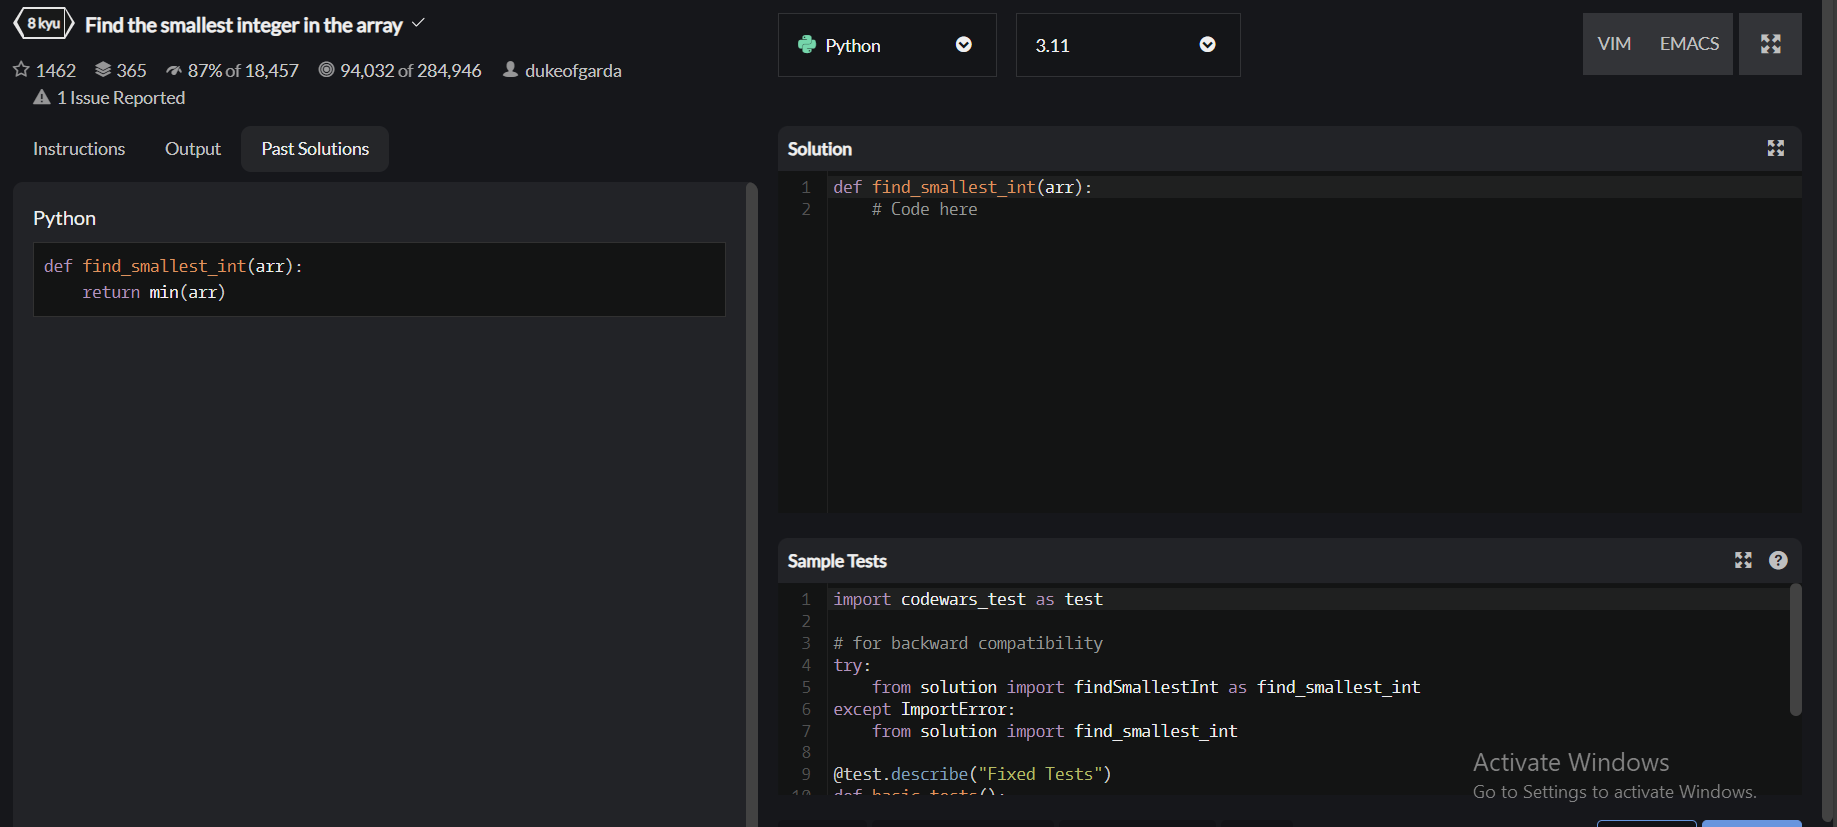 8 kyu Find the smallest integer in the array
1462 365 87% of 18,457 94,032 of 284,946 dukeofgarda
1 Issue Reported
Instructions Output Past Solutions
Python
def find_smallest_int(arr):
    return min(arr)
Python 3.11 VIM EMACS
Solution
1 def find_smallest_int(arr):
2     # Code here
Sample Tests
?
1 import codewars_test as test
2
3 # for backward compatibility
4 try:
5     from solution import findSmallestInt as find_smallest_int
6 except ImportError:
7     from solution import find_smallest_int
8
9 @test.describe("Fixed Tests")
10 def basic_tests():
Activate Windows
Go to Settings to activate Windows.